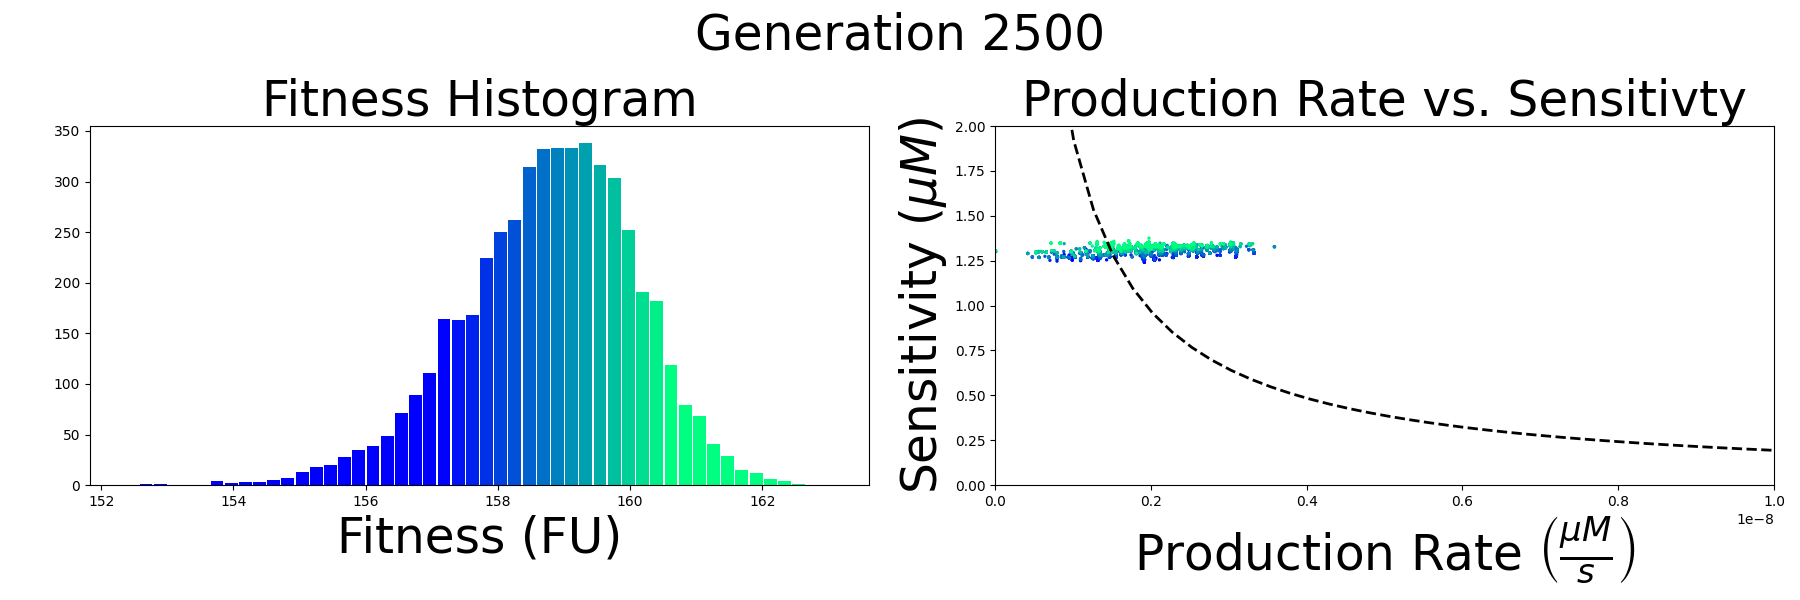 Generation 2500
Fitness Histogram
350
300
250
200
150
100
50
0
152 154 156 158 160 162
Fitness (FU)
Production Rate vs. Sensitivty
Sensitivity (μM)
2.00
1.75
1.50
1.25
1.00
0.75
0.50
0.25
0.00
0.0 0.2 0.4 0.6 0.8 1.0
1e−8
Production Rate (μM/s)